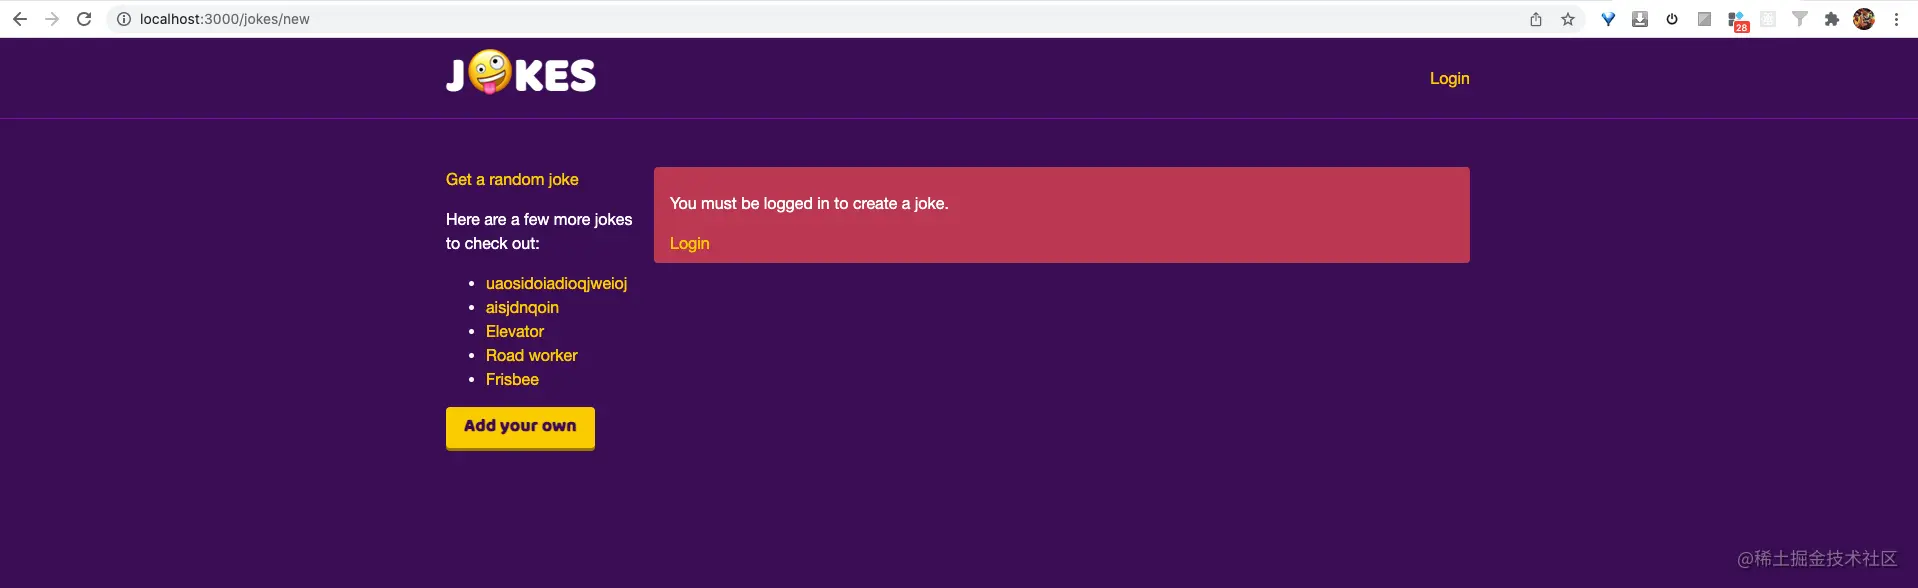 localhost:3000/jokes/new
28
J🤪KES
Login
Get a random joke
Here are a few more jokes
to check out:
uaosidoiadioqjweioj
aisjdnqoin
Elevator
Road worker
Frisbee
Add your own
You must be logged in to create a joke.
Login
@稀土掘金技术社区